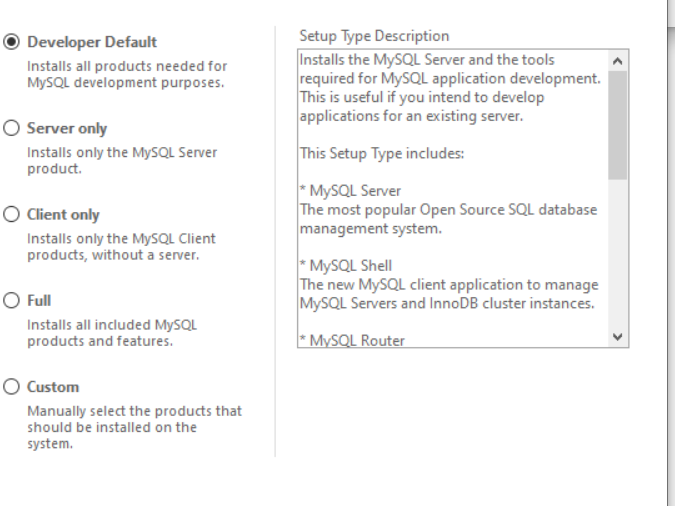 Developer Default
Installs all products needed for
MySQL development purposes.
Server only
Installs only the MySQL Server
product.
Client only
Installs only the MySQL Client
products, without a server.
Full
Installs all included MySQL
products and features.
Custom
Manually select the products that
should be installed on the
system.
Setup Type Description
Installs the MySQL Server and the tools
required for MySQL application development.
This is useful if you intend to develop
applications for an existing server.
This Setup Type includes:
* MySQL Server
The most popular Open Source SQL database
management system.
* MySQL Shell
The new MySQL client application to manage
MySQL Servers and InnoDB cluster instances.
* MySQL Router